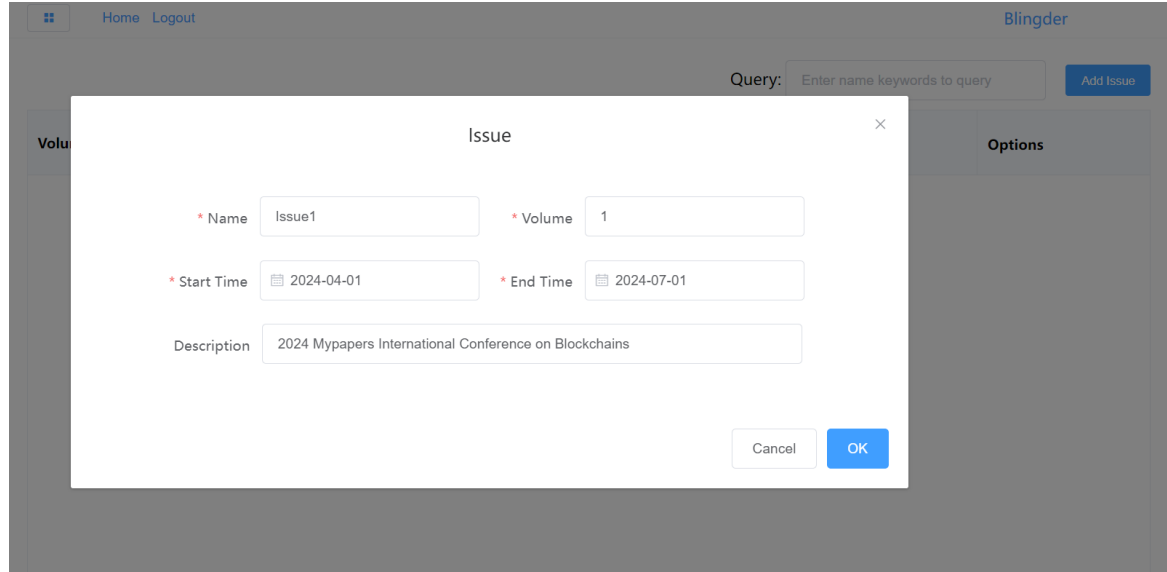 Home Logout Blingder
Query: Enter name keywords to query Add Issue
Issue
Options
* Name Issue1 * Volume 1
* Start Time 2024-04-01 * End Time 2024-07-01
Description 2024 Mypapers International Conference on Blockchains
Cancel OK